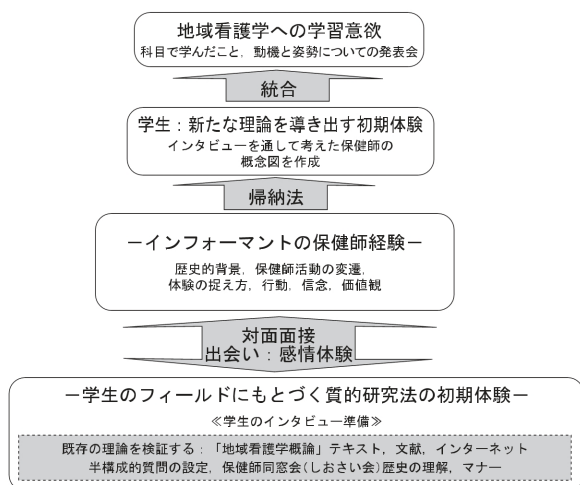 地域看護学への学習意欲
科目で学んだこと，動機と姿勢についての発表会
統合
学生：新たな理論を導き出す初期体験
インタビューを通して考えた保健師の
概念図を作成
帰納法
－インフォーマントの保健師経験－
歴史的背景，保健師活動の変遷，
体験の捉え方，行動，信念，価値観
対面面接
出会い：感情体験
－学生のフィールドにもとづく質的研究法の初期体験－
≪学生のインタビュー準備≫
既存の理論を検証する：「地域看護学概論」テキスト，文献，インターネット
半構成的質問の設定，保健師同窓会(しおさい会)歴史の理解，マナー